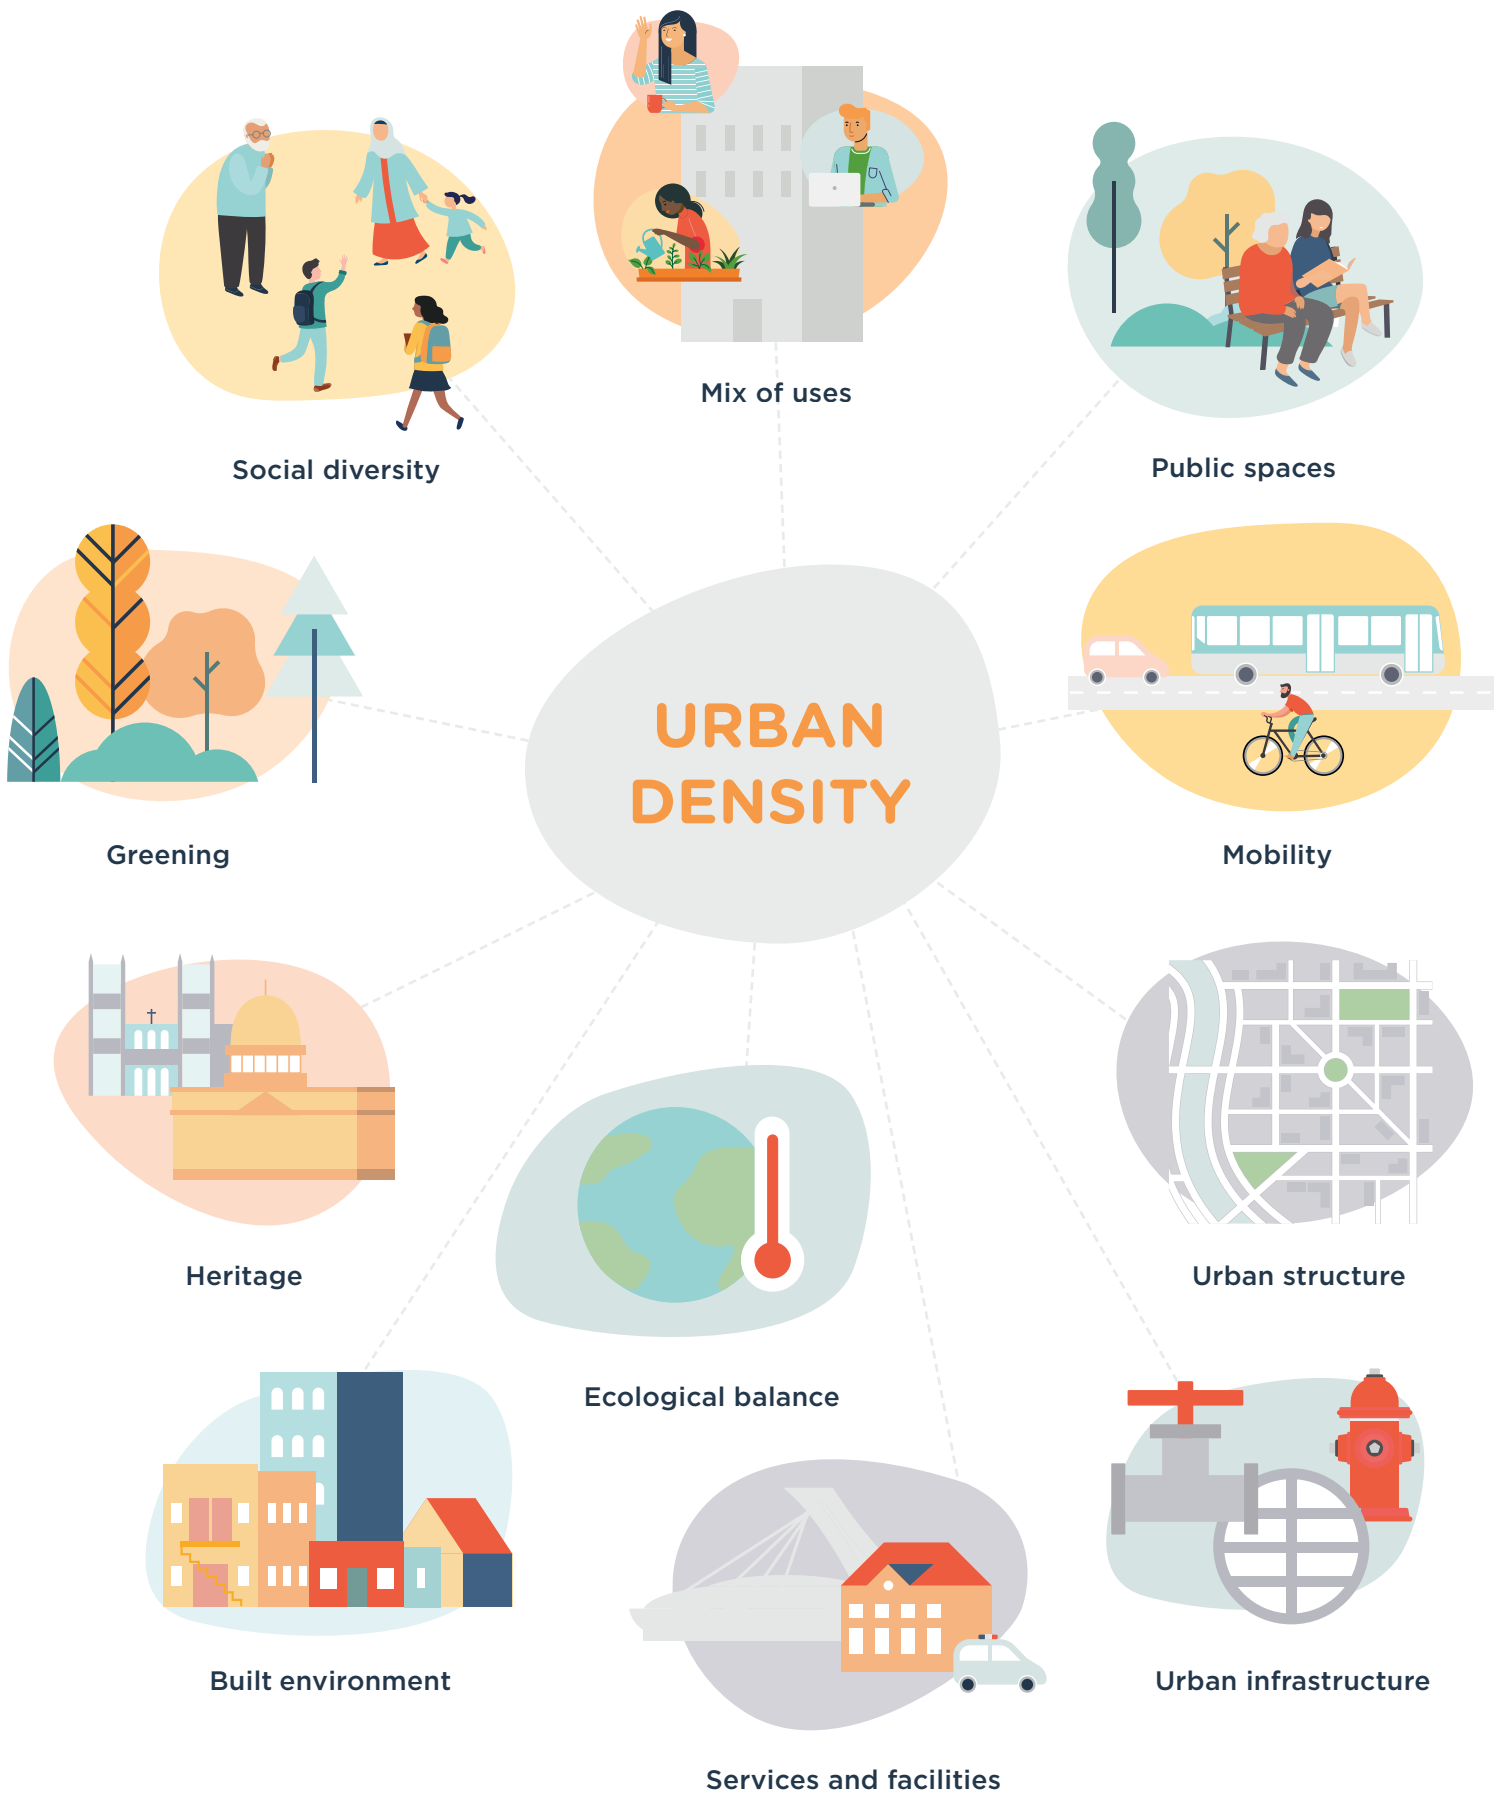 Mix of uses
Social diversity
Public spaces
URBAN
DENSITY
Greening
Mobility
Heritage
Urban structure
Ecological balance
Built environment
Urban infrastructure
Services and facilities